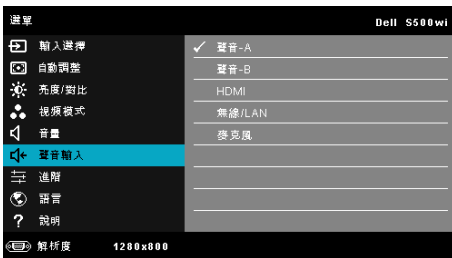 選單 Dell S500wi
輸入選擇 ✓ 聲音-A
自動調整 聲音-B
亮度/對比 HDMI
視頻模式 無線/LAN
音量 麥克風
聲音輸入
進階
語言
? 說明
解析度 1280x800